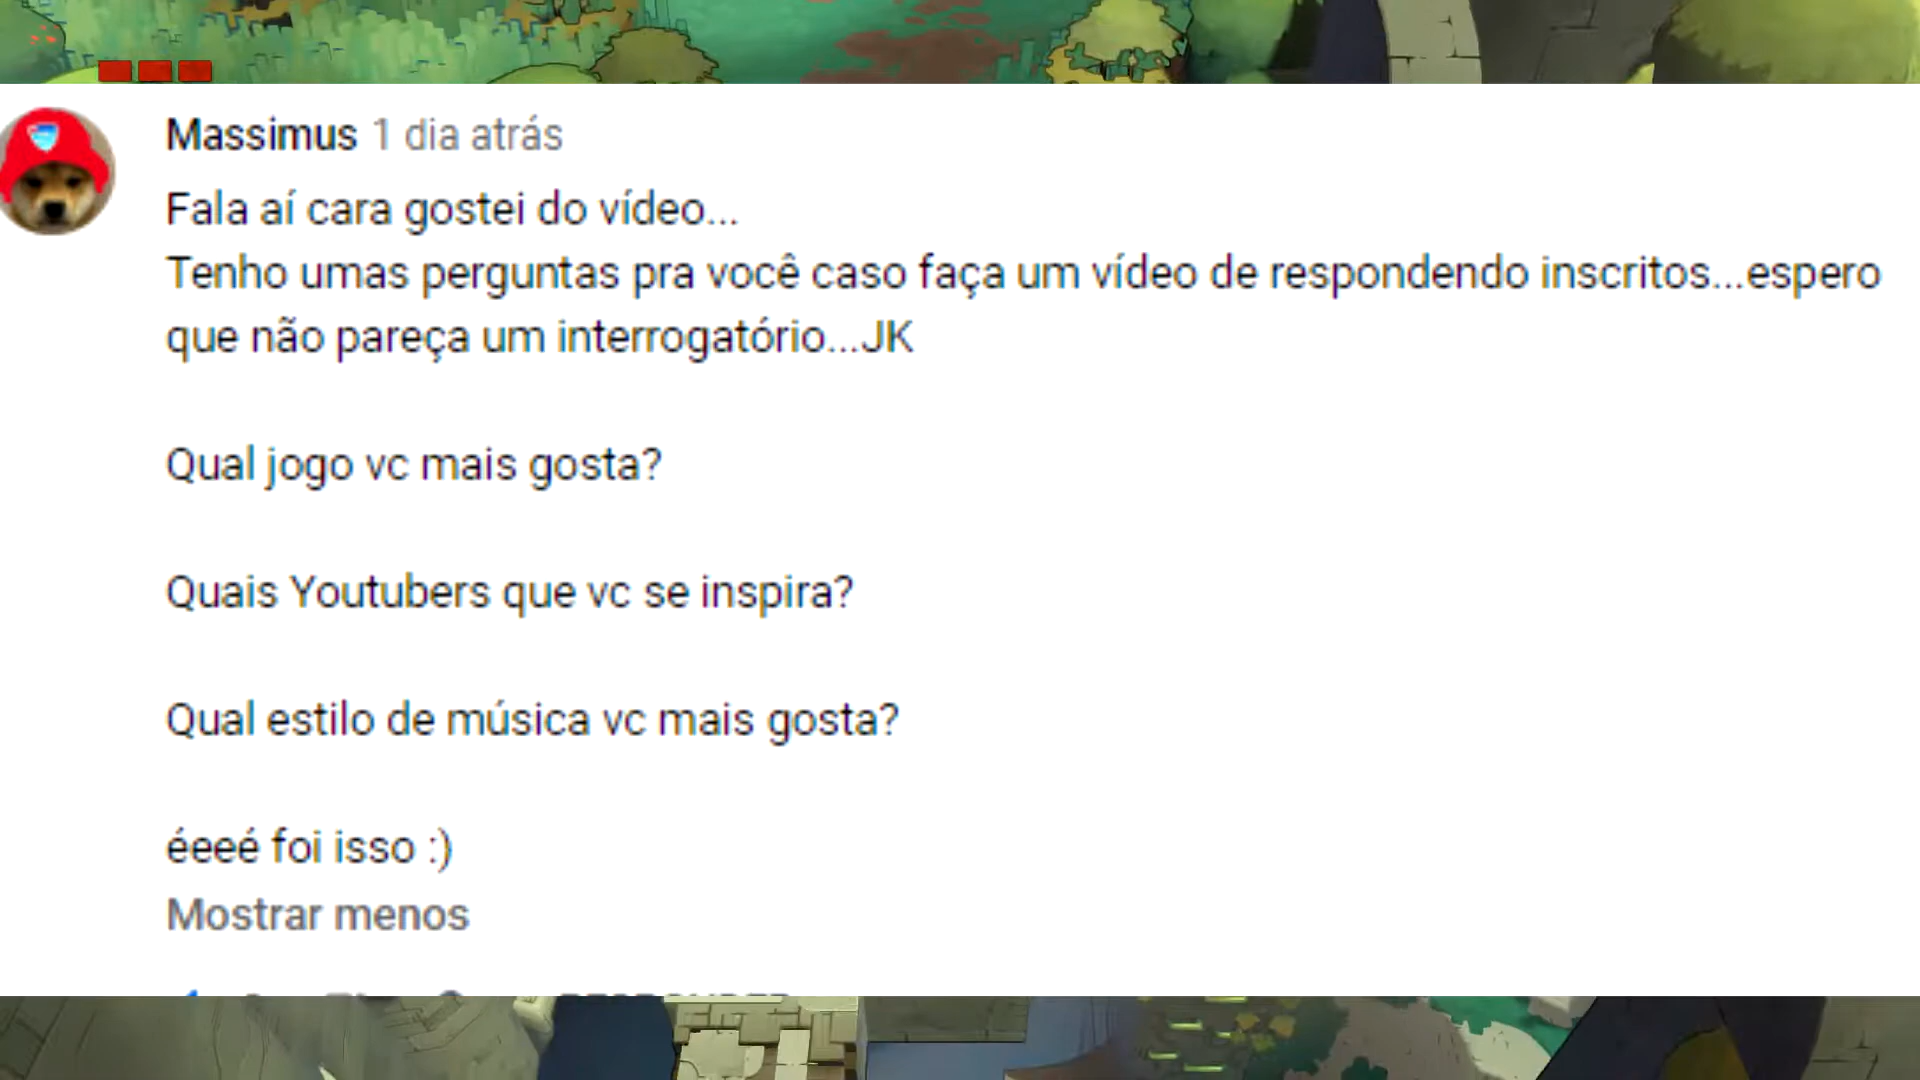 Massimus 1 dia atrás
Fala aí cara gostei do vídeo...
Tenho umas perguntas pra você caso faça um vídeo de respondendo inscritos...espero
que não pareça um interrogatório...JK
Qual jogo vc mais gosta?
Quais Youtubers que vc se inspira?
Qual estilo de música vc mais gosta?
éeeé foi isso :)
Mostrar menos